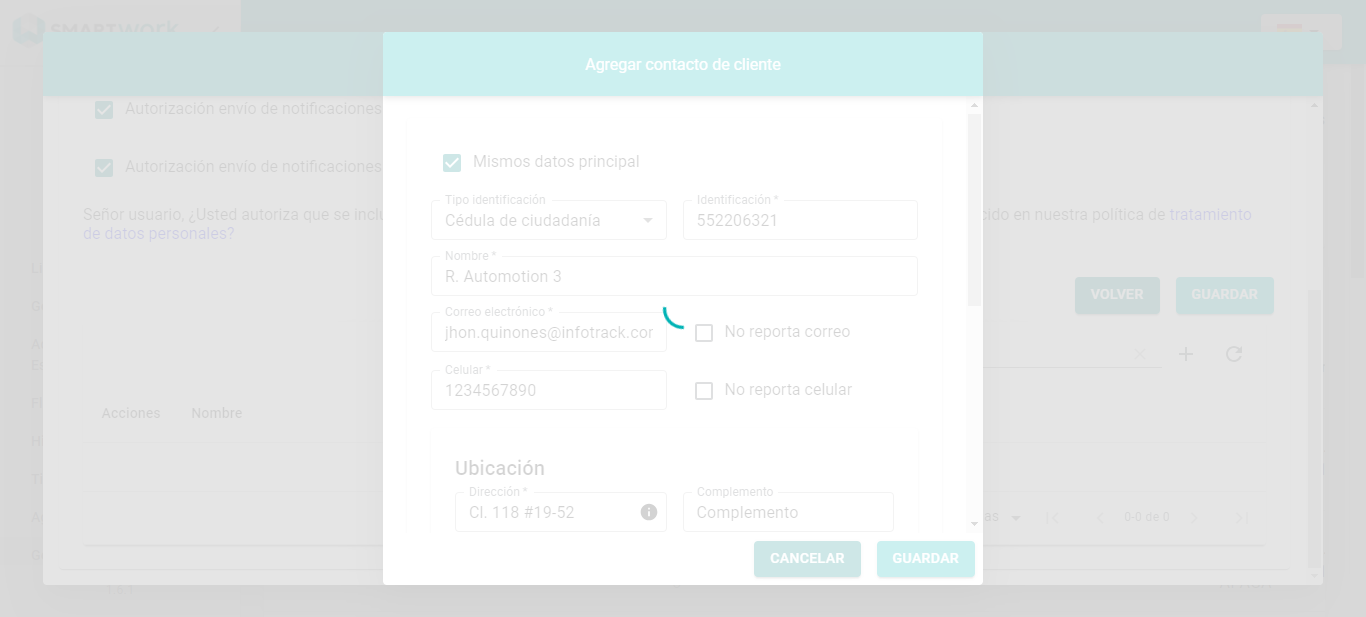 SMARTWORK
Agregar contacto de cliente
Autorización envío de notificaciones
Autorización envío de notificaciones
Señor usuario, ¿Usted autoriza que se inclu
cido en nuestra política de tratamiento
de datos personales?
VOLVER
GUARDAR
Acciones
Nombre
as
0-0 de 0
Mismos datos principal
Tipo identificación
Cédula de ciudadanía
Identificación *
552206321
Nombre *
R. Automotion 3
Correo electrónico *
jhon.quinones@infotrack.cor
No reporta correo
Celular *
1234567890
No reporta celular
Ubicación
Dirección *
Cl. 118 #19-52
Complemento
Complemento
CANCELAR
GUARDAR